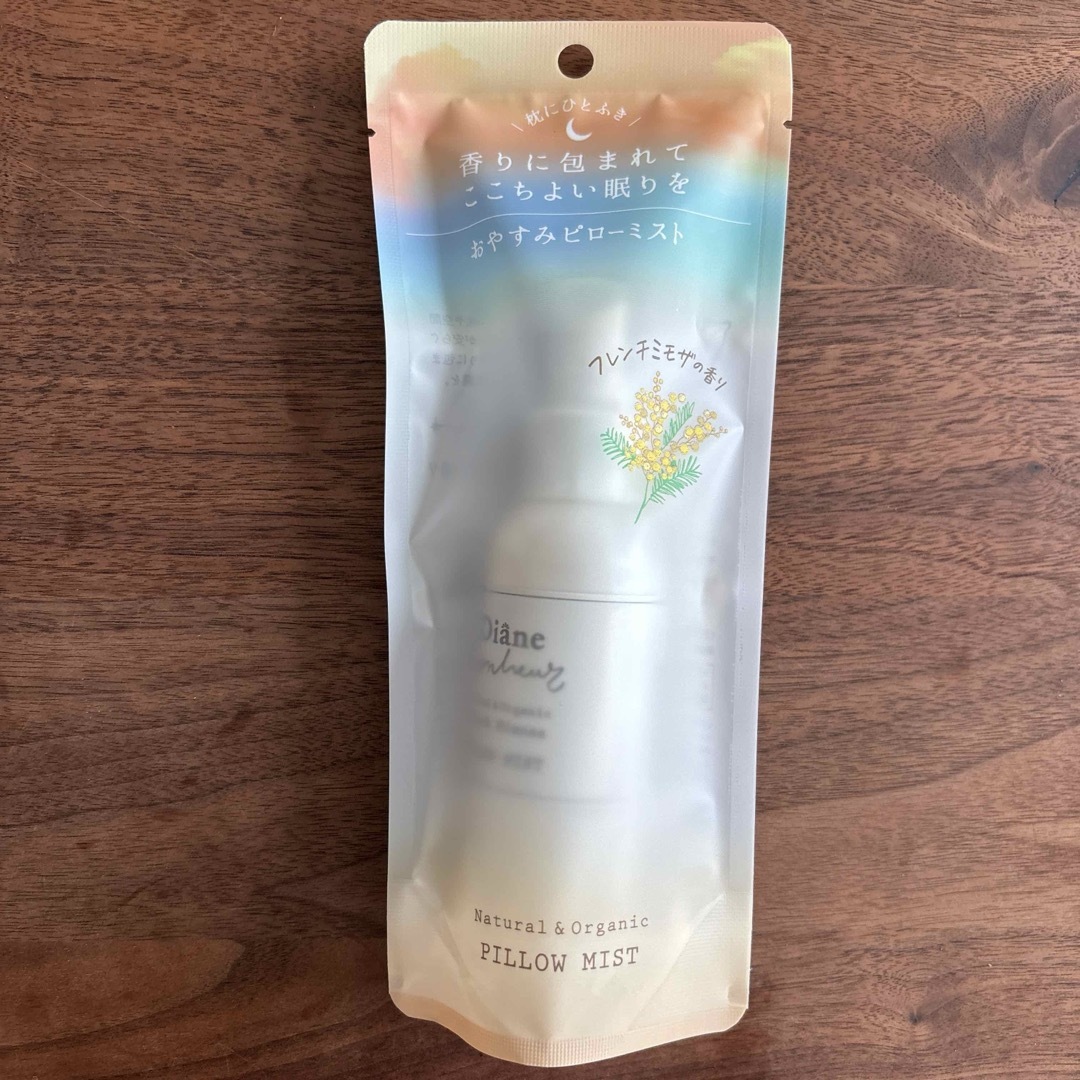 \枕にひとふき/
香りに包まれて
ここちよい眠りを
おやすみピローミスト
フレンチミモザの香り
Diâne
MIST
Natural & Organic
PILLOW MIST